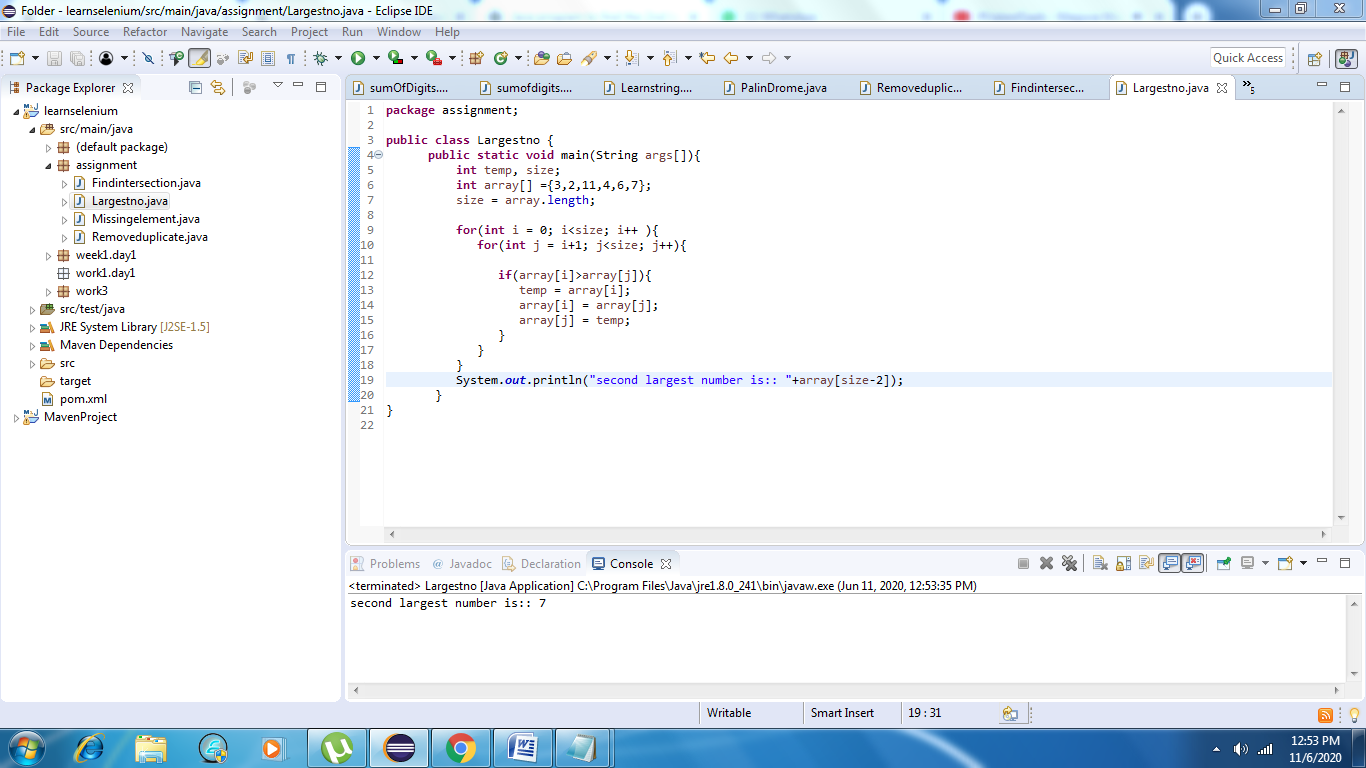 Folder - learnselenium/src/main/java/assignment/Largestno.java - Eclipse IDE
File Edit Source Refactor Navigate Search Project Run Window Help
Quick Access
Package Explorer
learnselenium
src/main/java
(default package)
assignment
Findintersection.java
Largestno.java
Missingelement.java
Removeduplicate.java
week1.day1
work1.day1
work3
src/test/java
JRE System Library [J2SE-1.5]
Maven Dependencies
src
target
pom.xml
MavenProject
sumOfDigits.... sumofdigits.... Learnstring.... PalinDrome.java Removeduplic... Findintersec... Largestno.java »5
1 package assignment;
2
3 public class Largestno {
4 public static void main(String args[]){
5 int temp, size;
6 int array[] ={3,2,11,4,6,7};
7 size = array.length;
8
9 for(int i = 0; i<size; i++ ){
10 for(int j = i+1; j<size; j++){
11
12 if(array[i]>array[j]){
13 temp = array[i];
14 array[i] = array[j];
15 array[j] = temp;
16 }
17 }
18 }
19 System.out.println("second largest number is:: "+array[size-2]);
20 }
21 }
22
Problems @ Javadoc Declaration Console
<terminated> Largestno [Java Application] C:\Program Files\Java\jre1.8.0_241\bin\javaw.exe (Jun 11, 2020, 12:53:35 PM)
second largest number is:: 7
Writable Smart Insert 19 : 31
12:53 PM
11/6/2020